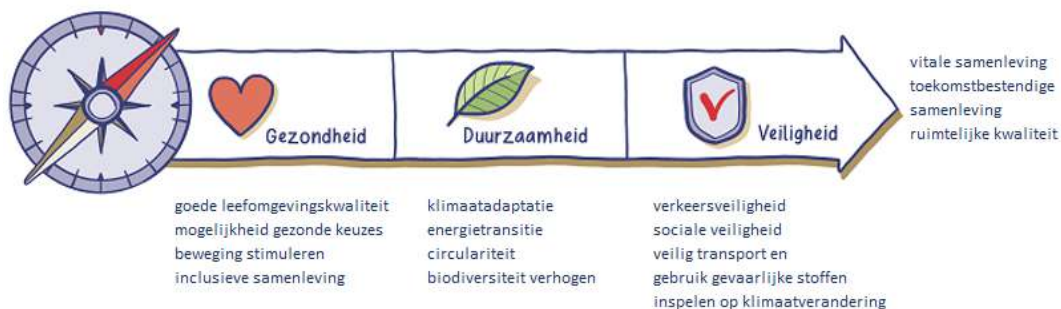 Gezondheid
Duurzaamheid
Veiligheid
vitale samenleving
toekomstbestendige
samenleving
ruimtelijke kwaliteit
goede leefomgevingskwaliteit
mogelijkheid gezonde keuzes
beweging stimuleren
inclusieve samenleving
klimaatadaptatie
energietransitie
circulariteit
biodiversiteit verhogen
verkeersveiligheid
sociale veiligheid
veilig transport en
gebruik gevaarlijke stoffen
inspelen op klimaatverandering